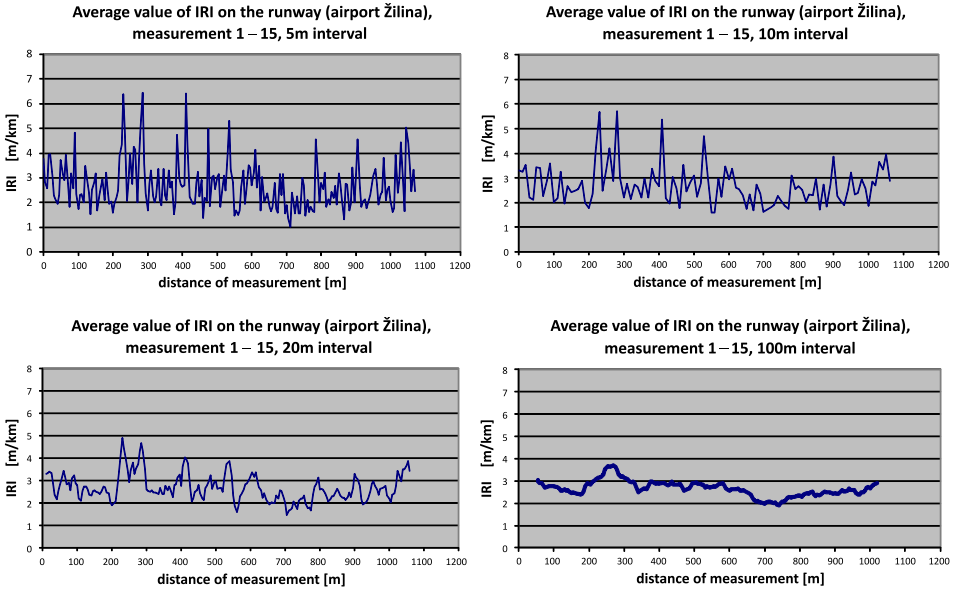 Average value of IRI on the runway (airport Žilina),
measurement 1 – 15, 5m interval
8
7
6
5
4
3
2
1
0
IRI [m/km]
0 100 200 300 400 500 600 700 800 900 1000 1100 1200
distance of measurement [m]
Average value of IRI on the runway (airport Žilina),
measurement 1 – 15, 10m interval
8
7
6
5
4
3
2
1
0
IRI [m/km]
0 100 200 300 400 500 600 700 800 900 1000 1100 1200
distance of measurement [m]
Average value of IRI on the runway (airport Žilina),
measurement 1 – 15, 20m interval
8
7
6
5
4
3
2
1
0
IRI [m/km]
0 100 200 300 400 500 600 700 800 900 1000 1100 1200
distance of measurement [m]
Average value of IRI on the runway (airport Žilina),
measurement 1 – 15, 100m interval
8
7
6
5
4
3
2
1
0
IRI [m/km]
0 100 200 300 400 500 600 700 800 900 1000 1100 1200
distance of measurement [m]